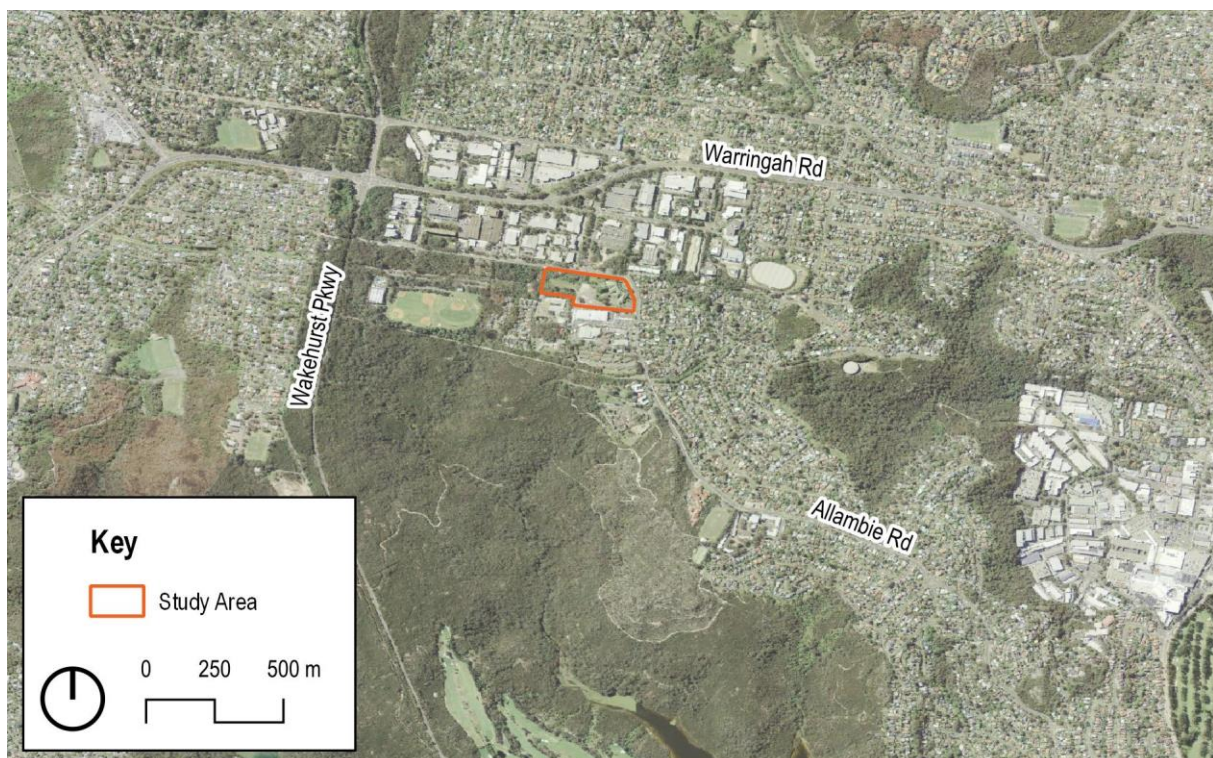 Warringah Rd
Wakehurst Pkwy
Allambie Rd
Key
Study Area
0 250 500 m